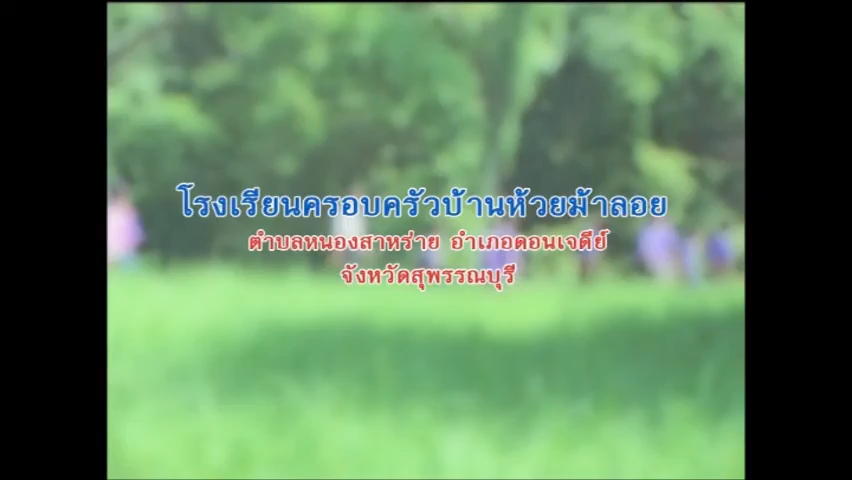 โรงเรียนครอบครัวบ้านห้วยม้าลอย
ตำบลหนองสาหร่าย อำเภอดอนเจดีย์
จังหวัดสุพรรณบุรี